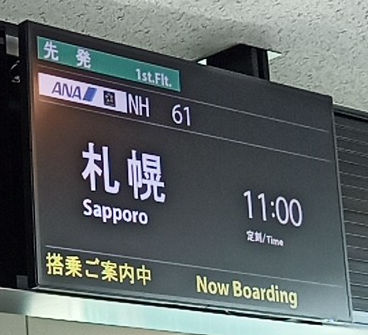 先発
1st.Flt.
ANA NH 61
札幌
Sapporo
11:00
定刻/Time
搭乗ご案内中 Now Boarding